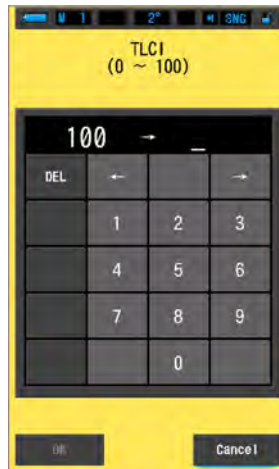 M 1 2° SNG
TLCI
(0 ~ 100)
100 → _
DEL ← →
1 2 3
4 5 6
7 8 9
0
OK Cancel